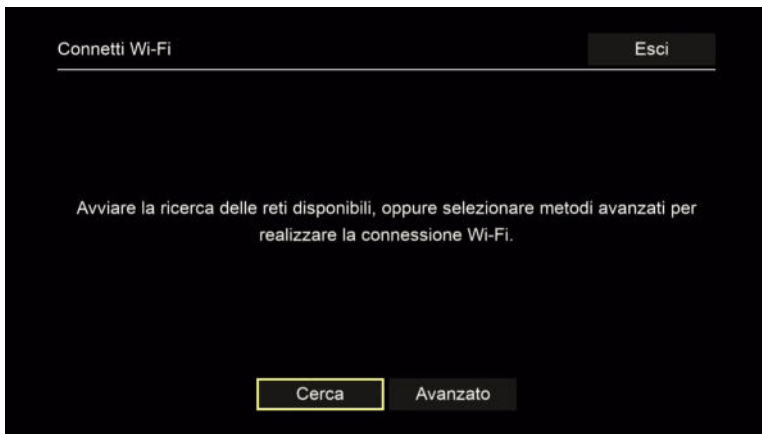 Connetti Wi-Fi
Esci
Avviare la ricerca delle reti disponibili, oppure selezionare metodi avanzati per
realizzare la connessione Wi-Fi.
Cerca
Avanzato